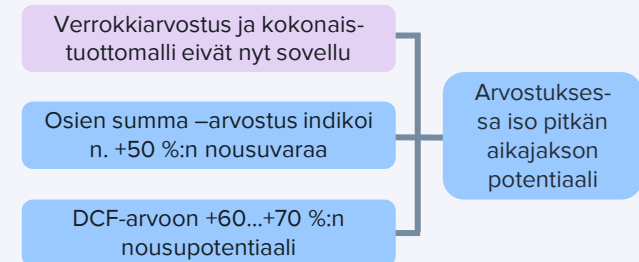 Verrokkiarvostus ja kokonais-
tuottomalli eivät nyt sovellu
Osien summa –arvostus indikoi
n. +50 %:n nousuvaraa
DCF-arvoon +60...+70 %:n
nousupotentiaali
Arvostukses-
sa iso pitkän
aikajakson
potentiaali